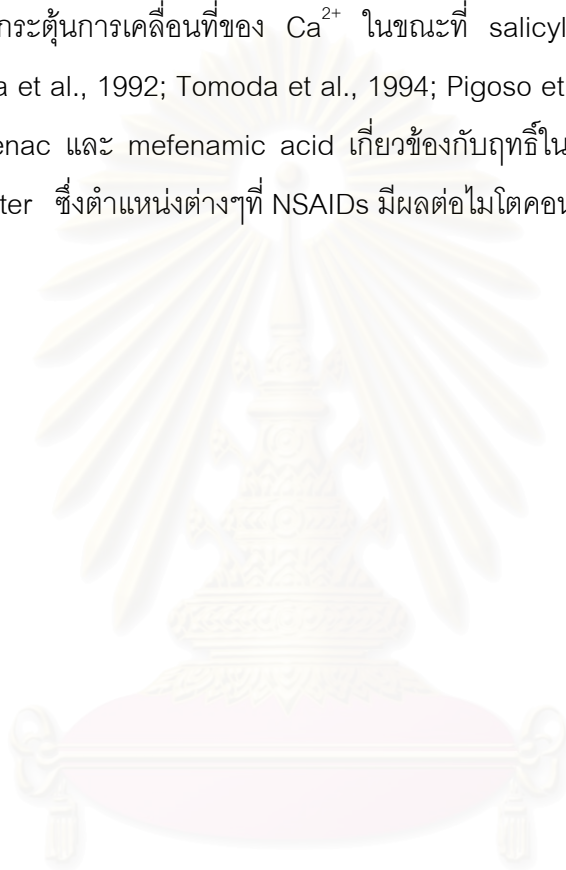 กระตุ้นการเคลื่อนที่ของ Ca²⁺ ในขณะที่ salicyl
a et al., 1992; Tomoda et al., 1994; Pigoso et
enac และ mefenamic acid เกี่ยวข้องกับฤทธิ์ใน
ter ซึ่งตำแหน่งต่างๆที่ NSAIDs มีผลต่อไมโตคอน